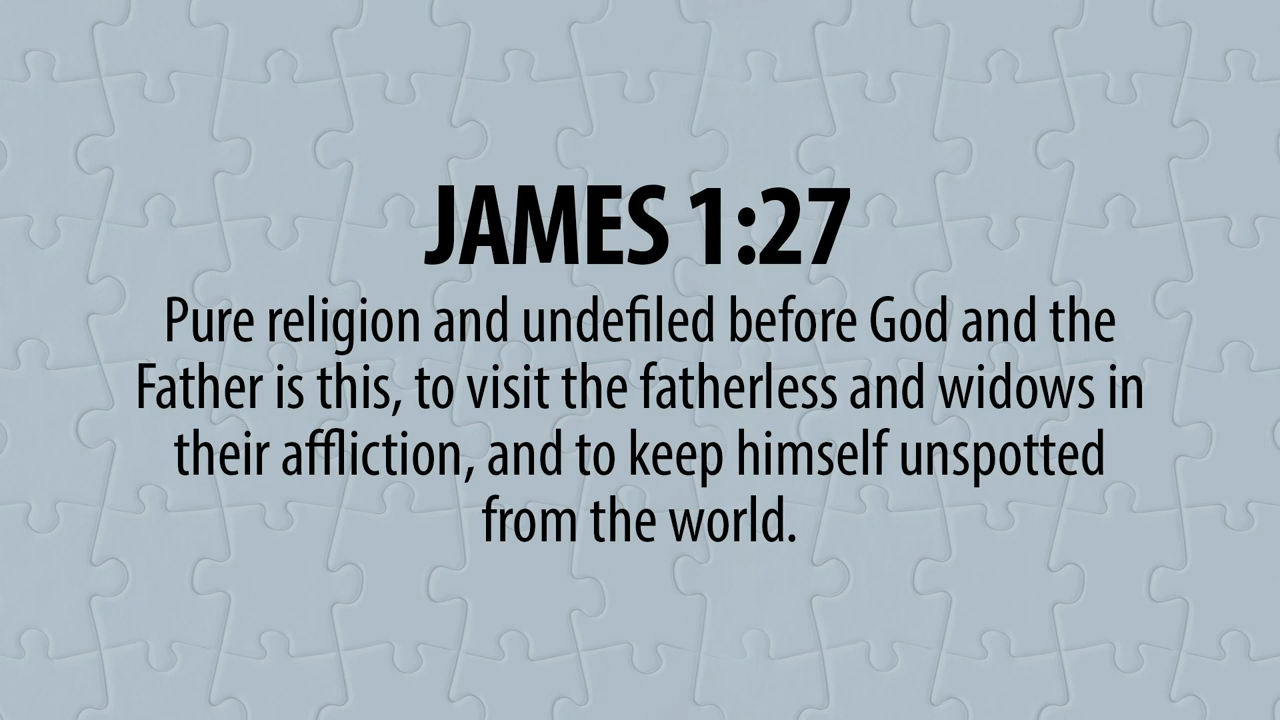 JAMES 1:27
Pure religion and undefiled before God and the
Father is this, to visit the fatherless and widows in
their affliction, and to keep himself unspotted
from the world.